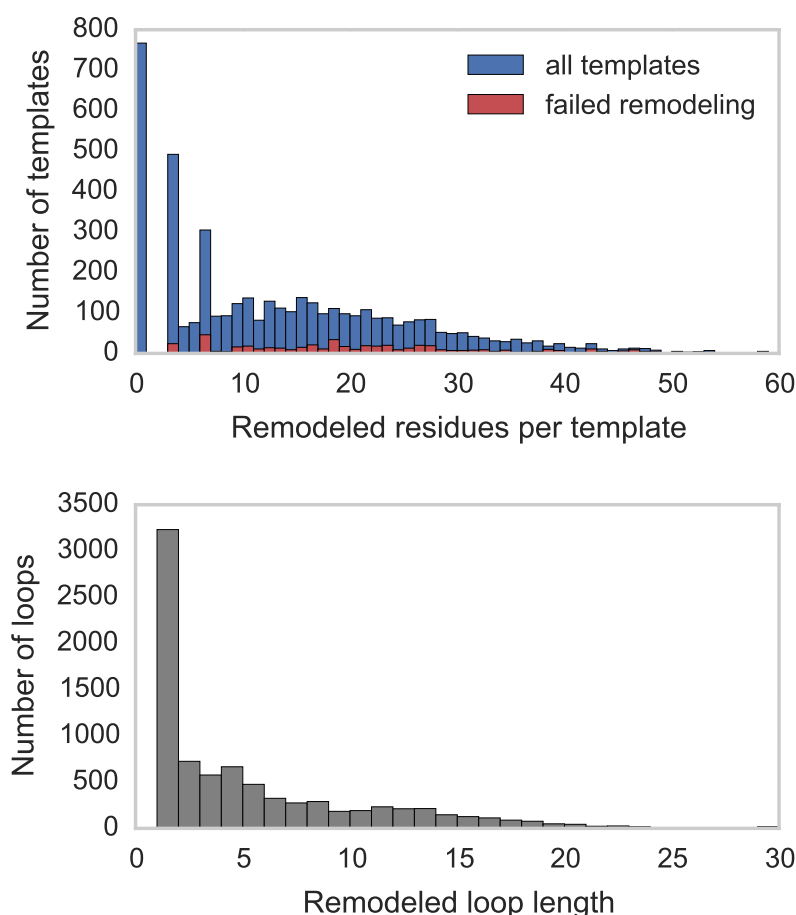 800
700
600
500
400
300
200
100
0
Number of templates
all templates
failed remodeling
0 10 20 30 40 50 60
Remodeled residues per template
3500
3000
2500
2000
1500
1000
500
0
Number of loops
0 5 10 15 20 25 30
Remodeled loop length